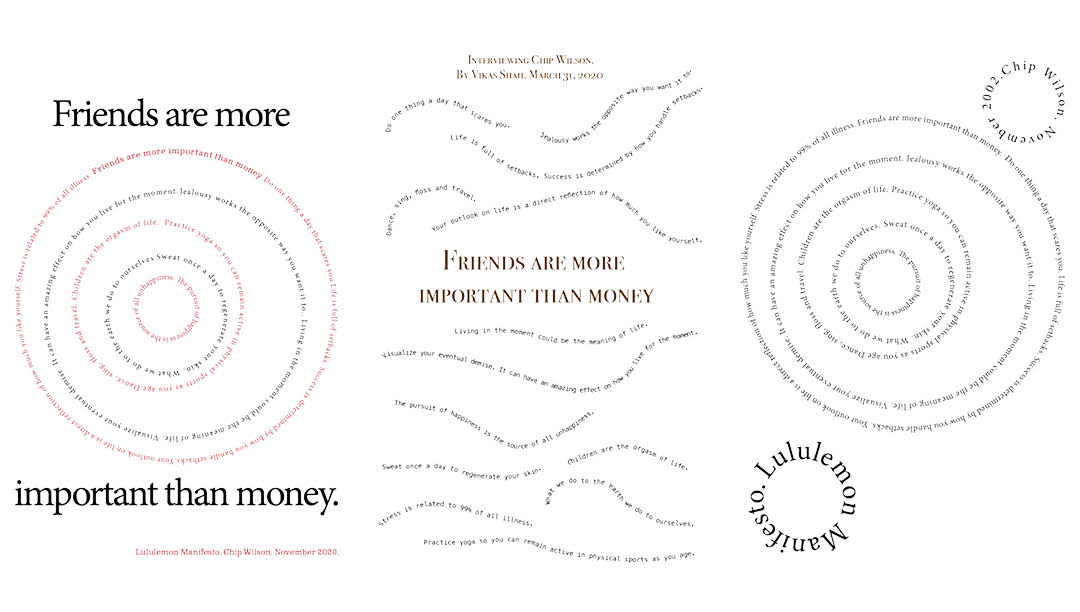 Friends are more
Friends are more important than money. Do one thing a day that scares you Life is full of setbacks. Success is determined by how you handle setbacks. Your outlook on life is a direct reflection of how much you like yourself. Stress is related to 99% of all illness.
Jealousy works the opposite way you want it to.. Living in the moment could be the meaning of life. Visualize your eventual demise. It can have an amazing effect on how you live for the moment.
Practice yoga so you can remain active in physical sports as you age. Dance, sing, floss and travel. Children are the orgasm of life.
Sweat once a day to regenerate your skin. What we do to the earth we do to ourselves
The pursuit of happiness is the source of all unhappiness.
important than money.
Lululemon Manifesto. Chip Wilson. November 2020.
Interviewing Chip Wilson.
By Vikas Shah. March 31, 2020
Do one thing a day that scares you.
Jealousy works the opposite way you want it to.
Life is full of setbacks. Success is determined by how you handle setbacks.
Dance, sing, floss and travel.
Your outlook on life is a direct reflection of how much you like yourself.
Friends are more
important than money
Living in the moment could be the meaning of life.
Visualize your eventual demise. It can have an amazing effect on how you live for the moment.
The pursuit of happiness is the source of all unhappiness.
Sweat once a day to regenerate your skin.
Children are the orgasm of life.
What we do to the earth we do to ourselves.
Stress is related to 99% of all illness.
Practice yoga so you can remain active in physical sports as you age.
Chip Wilson. November 2002.
Friends are more important than money. Do one thing a day that scares you. Life is full of setbacks. Success is determined by how you handle setbacks. Your outlook on life is a direct reflection of how much you like yourself. Stress is related to 99% of all illness.
Jealousy works the opposite way you want it to. Living in the moment could be the meaning of life. Visualize your eventual demise. It can have an amazing effect on how you live for the moment.
Practice yoga so you can remain active in physical sports as you age. Dance, sing, floss and travel. Children are the orgasm of life.
Sweat once a day to regenerate your skin. What we do to the earth we do to ourselves.
The pursuit of happiness is the source of all unhappiness.
Lululemon Manifesto.